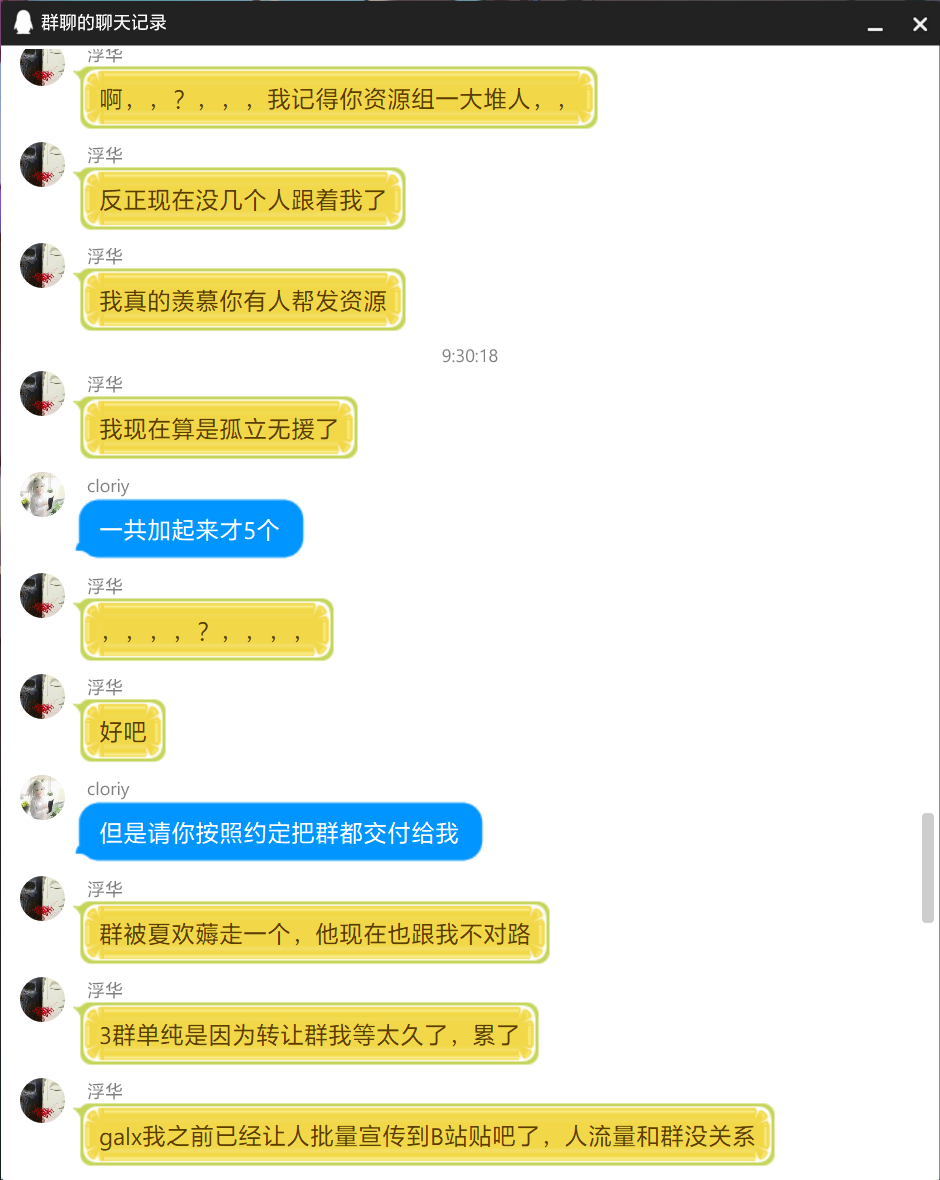 群聊的聊天记录
浮华
啊，，？，，，我记得你资源组一大堆人，，
浮华
反正现在没几个人跟着我了
浮华
我真的羡慕你有人帮发资源
9:30:18
浮华
我现在算是孤立无援了
cloriy
一共加起来才5个
浮华
，，，，？，，，，
浮华
好吧
cloriy
但是请你按照约定把群都交付给我
浮华
群被夏欢薅走一个，他现在也跟我不对路
浮华
3群单纯是因为转让群我等太久了，累了
浮华
galx我之前已经让人批量宣传到B站贴吧了，人流量和群没关系